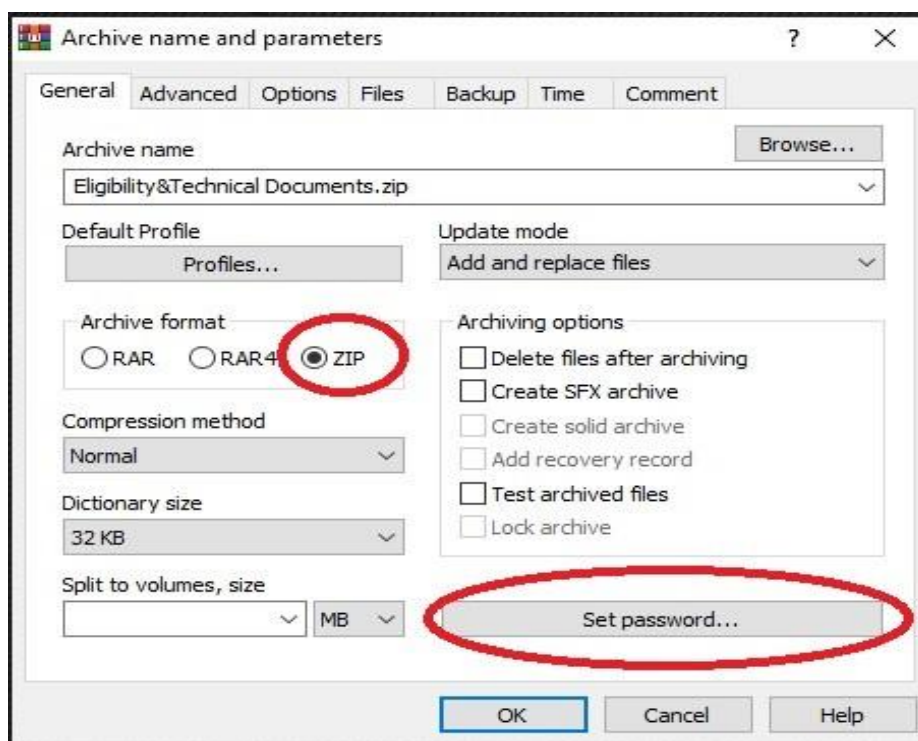 Archive name and parameters
?
General Advanced Options Files Backup Time Comment
Archive name
Browse...
Eligibility&Technical Documents.zip
Default Profile
Profiles...
Update mode
Add and replace files
Archive format
RAR RAR4 ZIP
Compression method
Normal
Dictionary size
32 KB
Split to volumes, size
MB
Archiving options
Delete files after archiving
Create SFX archive
Create solid archive
Add recovery record
Test archived files
Lock archive
Set password...
OK Cancel Help